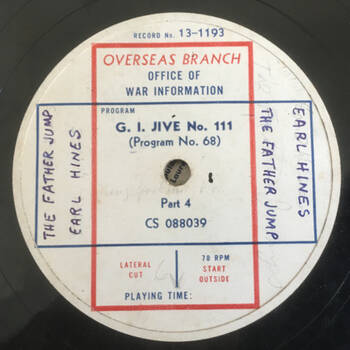 RECORD No. 13-1193
OVERSEAS BRANCH
OFFICE OF
WAR INFORMATION
PROGRAM
G. I. JIVE No. 111
(Program No. 68)
Part 4
CS 088039
THE FATHER JUMP
EARL HINES
EARL HINES
THE FATHER JUMP
LATERAL
CUT
78 RPM
START
OUTSIDE
PLAYING TIME: